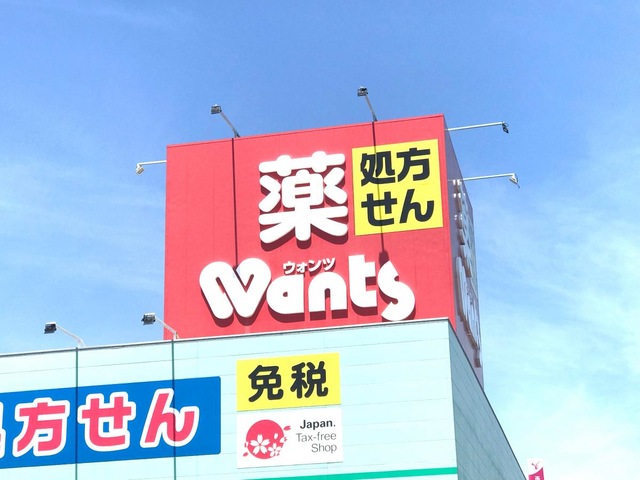 薬
処方
せん
ウォンツ
Wants
免税
処方せん
Japan.
Tax-free
Shop